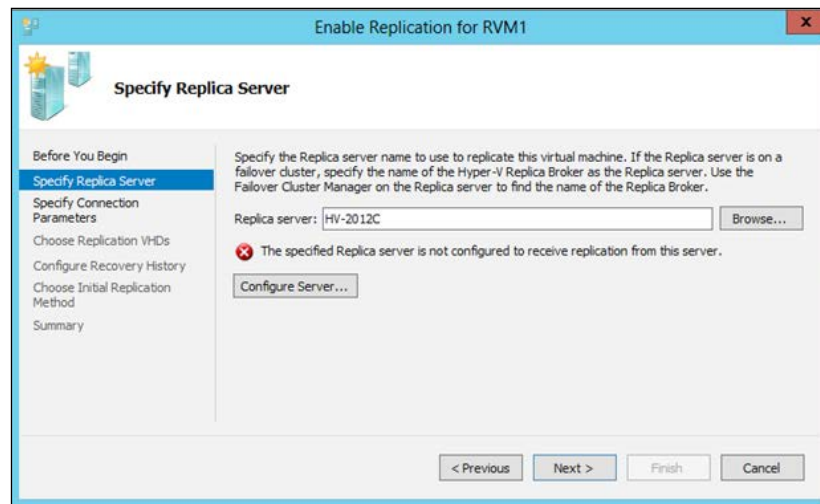 Enable Replication for RVM1
x
Specify Replica Server
Before You Begin
Specify Replica Server
Specify Connection
Parameters
Choose Replication VHDs
Configure Recovery History
Choose Initial Replication
Method
Summary
Specify the Replica server name to use to replicate this virtual machine. If the Replica server is on a
failover cluster, specify the name of the Hyper-V Replica Broker as the Replica server. Use the
Failover Cluster Manager on the Replica server to find the name of the Replica Broker.
Replica server: HV-2012C Browse...
The specified Replica server is not configured to receive replication from this server.
Configure Server...
< Previous Next > Finish Cancel